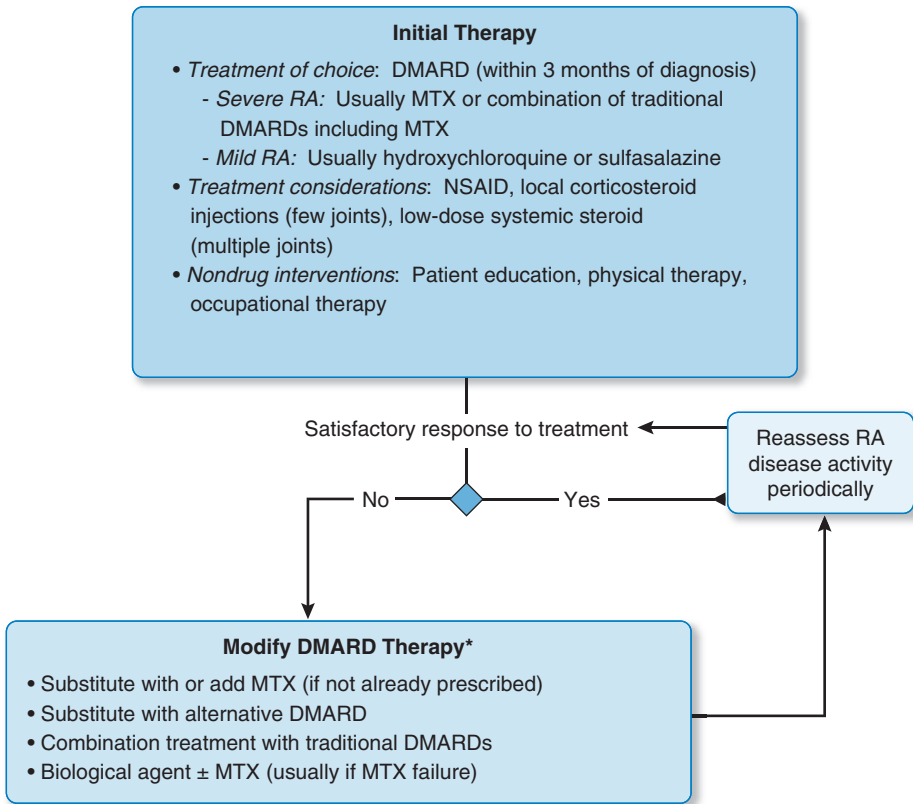 Initial Therapy
• Treatment of choice: DMARD (within 3 months of diagnosis)
- Severe RA: Usually MTX or combination of traditional
DMARDs including MTX
- Mild RA: Usually hydroxychloroquine or sulfasalazine
• Treatment considerations: NSAID, local corticosteroid
injections (few joints), low-dose systemic steroid
(multiple joints)
• Nondrug interventions: Patient education, physical therapy,
occupational therapy
Satisfactory response to treatment
Reassess RA
disease activity
periodically
No
Yes
Modify DMARD Therapy*
• Substitute with or add MTX (if not already prescribed)
• Substitute with alternative DMARD
• Combination treatment with traditional DMARDs
• Biological agent ± MTX (usually if MTX failure)